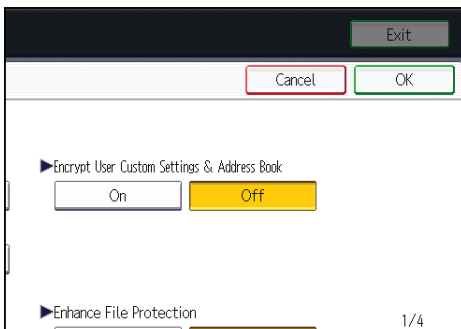 Exit
Cancel OK
▶Encrypt User Custom Settings & Address Book
On Off
▶Enhance File Protection
1/4